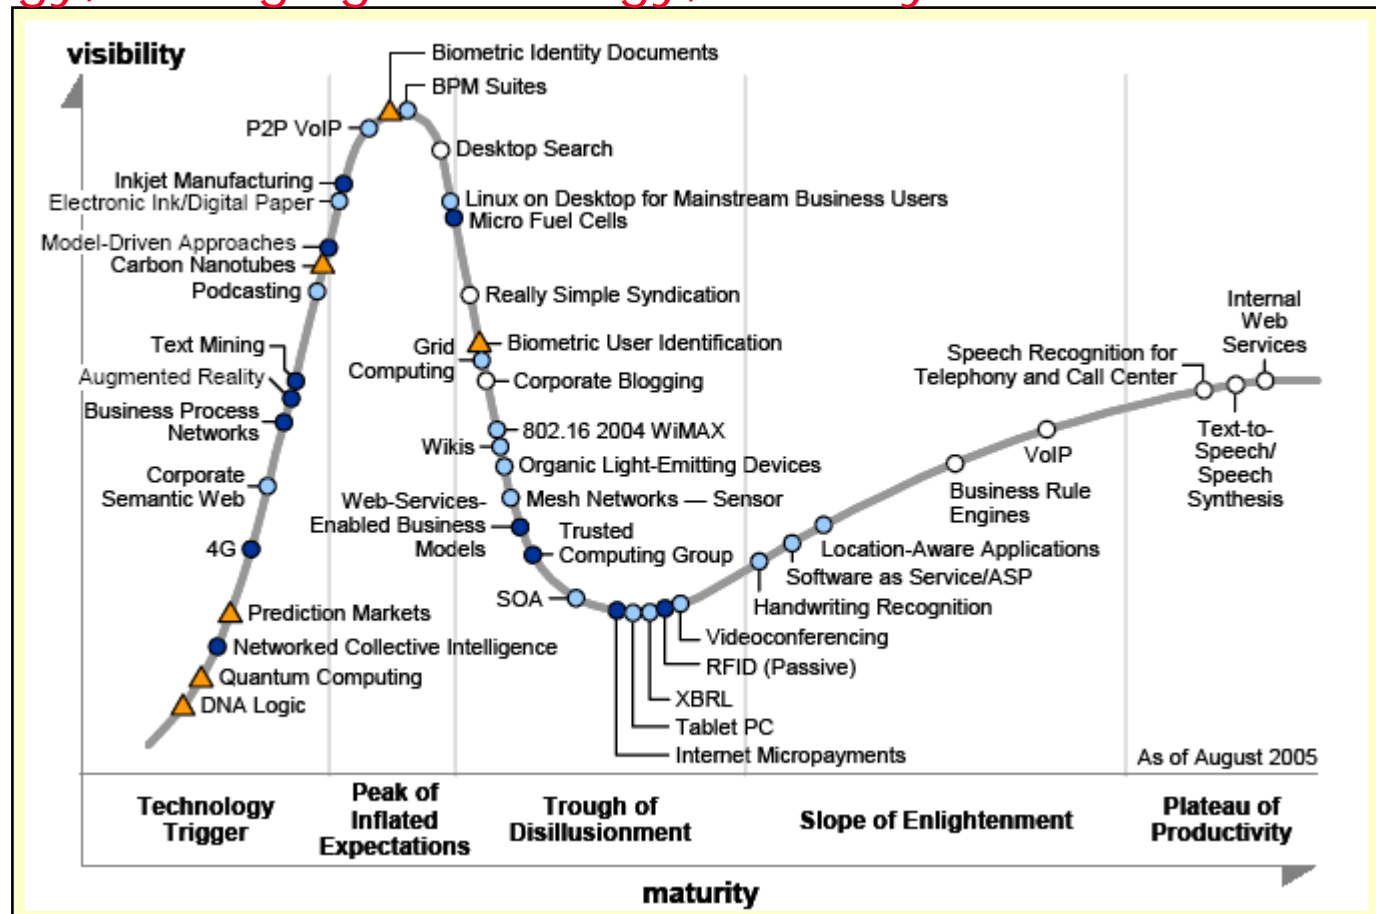 visibility
Biometric Identity Documents
BPM Suites
P2P VoIP
Desktop Search
Inkjet Manufacturing
Electronic Ink/Digital Paper
Linux on Desktop for Mainstream Business Users
Micro Fuel Cells
Model-Driven Approaches
Carbon Nanotubes
Podcasting
Really Simple Syndication
Text Mining
Augmented Reality
Business Process
Networks
Grid
Computing
Biometric User Identification
Corporate Blogging
Corporate
Semantic Web
Wikis
802.16 2004 WiMAX
Organic Light-Emitting Devices
Mesh Networks — Sensor
Web-Services-
Enabled Business
Models
Trusted
Computing Group
4G
SOA
Prediction Markets
Networked Collective Intelligence
Quantum Computing
DNA Logic
Videoconferencing
RFID (Passive)
XBRL
Tablet PC
Internet Micropayments
Handwriting Recognition
Software as Service/ASP
Location-Aware Applications
Business Rule
Engines
VoIP
Speech Recognition for
Telephony and Call Center
Internal
Web
Services
Text-to-
Speech/
Speech
Synthesis
As of August 2005
Technology
Trigger
Peak of
Inflated
Expectations
Trough of
Disillusionment
Slope of Enlightenment
Plateau of
Productivity
maturity